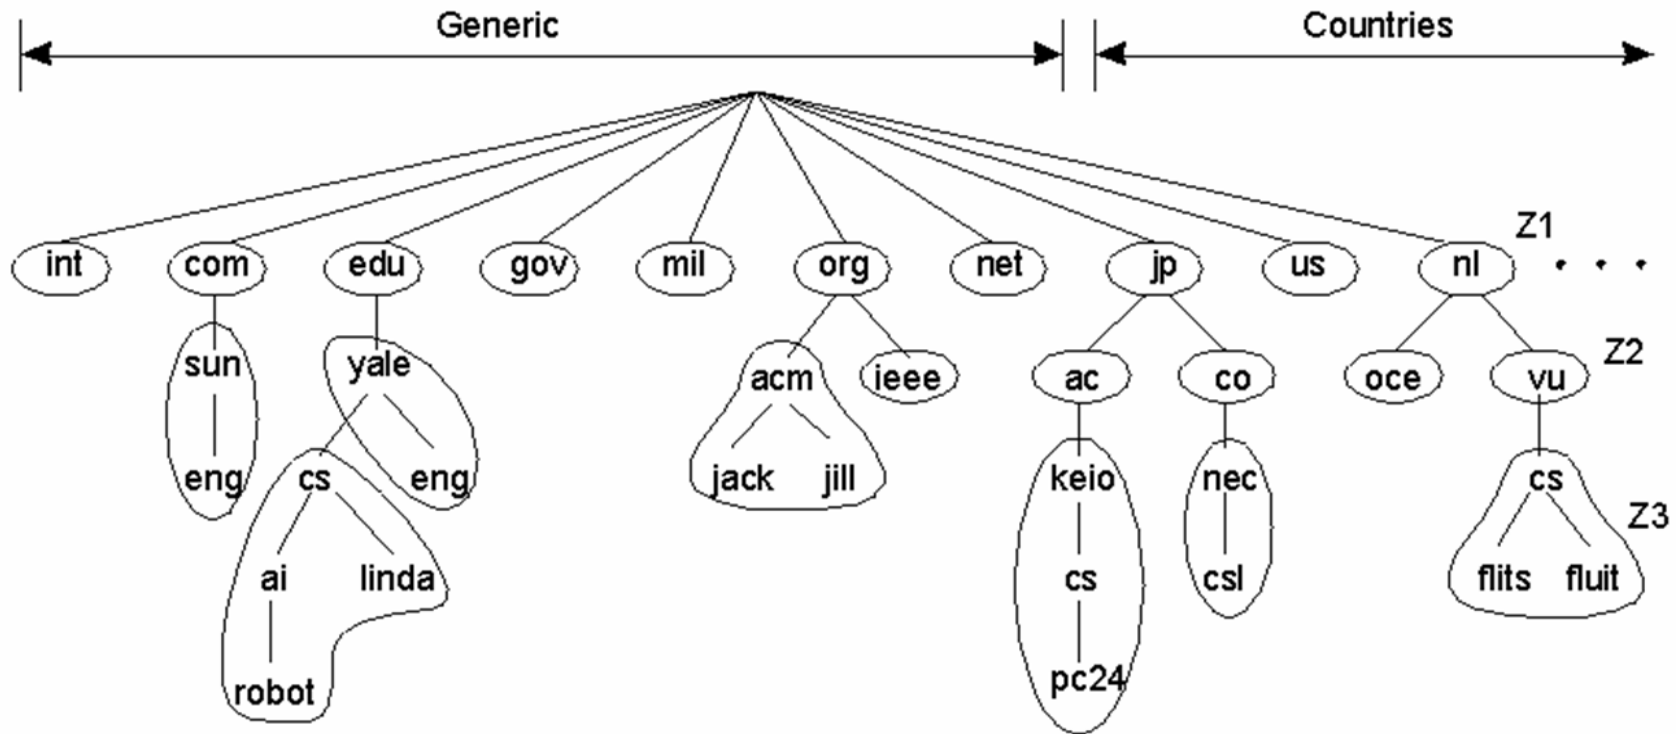 Generic Countries
Z1
int com edu gov mil org net jp us nl . . .
Z2
sun yale acm ieee ac co oce vu
eng cs eng jack jill keio nec cs
Z3
ai linda cs csl flits fluit
robot pc24